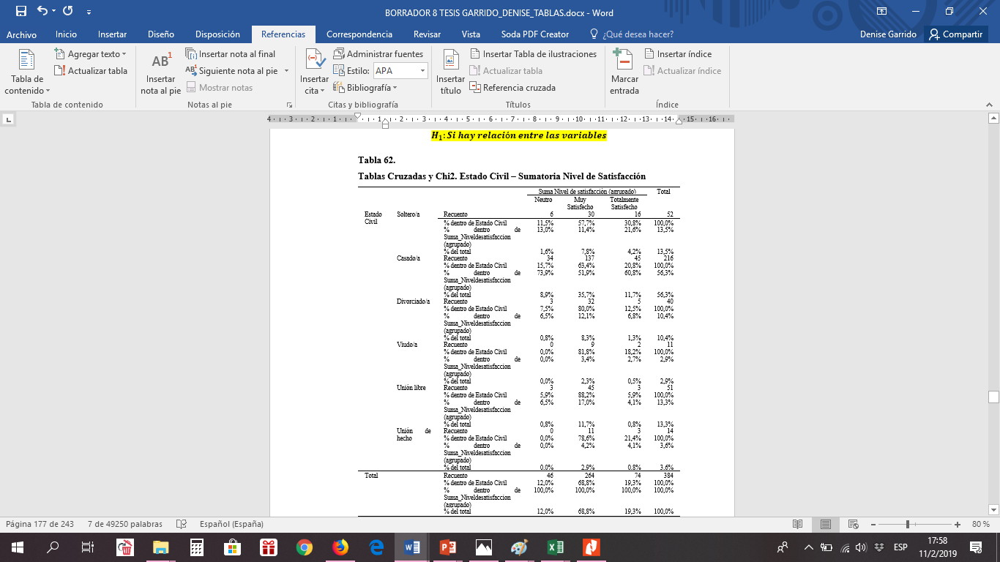 BORRADOR 8 TESIS GARRIDO_DENISE_TABLAS.docx - Word
Archivo Inicio Insertar Diseño Disposición Referencias Correspondencia Revisar Vista Soda PDF Creator ¿Qué desea hacer? Denise Garrido Compartir
Tabla de contenido
Agregar texto
Actualizar tabla
Tabla de contenido
AB1
Insertar nota al pie
Insertar nota al final
Siguiente nota al pie
Mostrar notas
Notas al pie
Insertar cita
Administrar fuentes
Estilo: APA
Bibliografía
Citas y bibliografía
Insertar título
Insertar Tabla de ilustraciones
Actualizar tabla
Referencia cruzada
Títulos
Marcar entrada
Insertar índice
Actualizar índice
Índice
4 3 2 1 1 2 3 4 5 6 7 8 9 10 11 12 13 14 15 16
H1: Si hay relación entre las variables
Tabla 62.
Tablas Cruzadas y Chi2. Estado Civil – Sumatoria Nivel de Satisfacción
Suma Nivel de satisfacción (agrupado) Total
Neutro Muy Satisfecho Totalmente Satisfecho
Estado Civil Soltero/a Recuento 6 30 16 52
% dentro de Estado Civil 11,5% 57,7% 30,8% 100,0%
% dentro de Suma_Niveldesatisfaccion (agrupado) 13,0% 11,4% 21,6% 13,5%
% del total 1,6% 7,8% 4,2% 13,5%
Casado/a Recuento 34 137 45 216
% dentro de Estado Civil 15,7% 63,4% 20,8% 100,0%
% dentro de Suma_Niveldesatisfaccion (agrupado) 73,9% 51,9% 60,8% 56,3%
% del total 8,9% 35,7% 11,7% 56,3%
Divorciado/a Recuento 3 32 5 40
% dentro de Estado Civil 7,5% 80,0% 12,5% 100,0%
% dentro de Suma_Niveldesatisfaccion (agrupado) 6,5% 12,1% 6,8% 10,4%
% del total 0,8% 8,3% 1,3% 10,4%
Viudo/a Recuento 0 9 2 11
% dentro de Estado Civil 0,0% 81,8% 18,2% 100,0%
% dentro de Suma_Niveldesatisfaccion (agrupado) 0,0% 3,4% 2,7% 2,9%
% del total 0,0% 2,3% 0,5% 2,9%
Unión libre Recuento 3 45 3 51
% dentro de Estado Civil 5,9% 88,2% 5,9% 100,0%
% dentro de Suma_Niveldesatisfaccion (agrupado) 6,5% 17,0% 4,1% 13,3%
% del total 0,8% 11,7% 0,8% 13,3%
Unión de hecho Recuento 0 11 3 14
% dentro de Estado Civil 0,0% 78,6% 21,4% 100,0%
% dentro de Suma_Niveldesatisfaccion (agrupado) 0,0% 4,2% 4,1% 3,6%
% del total 0,0% 2,9% 0,8% 3,6%
Total Recuento 46 264 74 384
% dentro de Estado Civil 12,0% 68,8% 19,3% 100,0%
% dentro de Suma_Niveldesatisfaccion (agrupado) 100,0% 100,0% 100,0% 100,0%
% del total 12,0% 68,8% 19,3% 100,0%
Página 177 de 243 7 de 49250 palabras Español (España) 80 %
ESP 17:58
11/2/2019